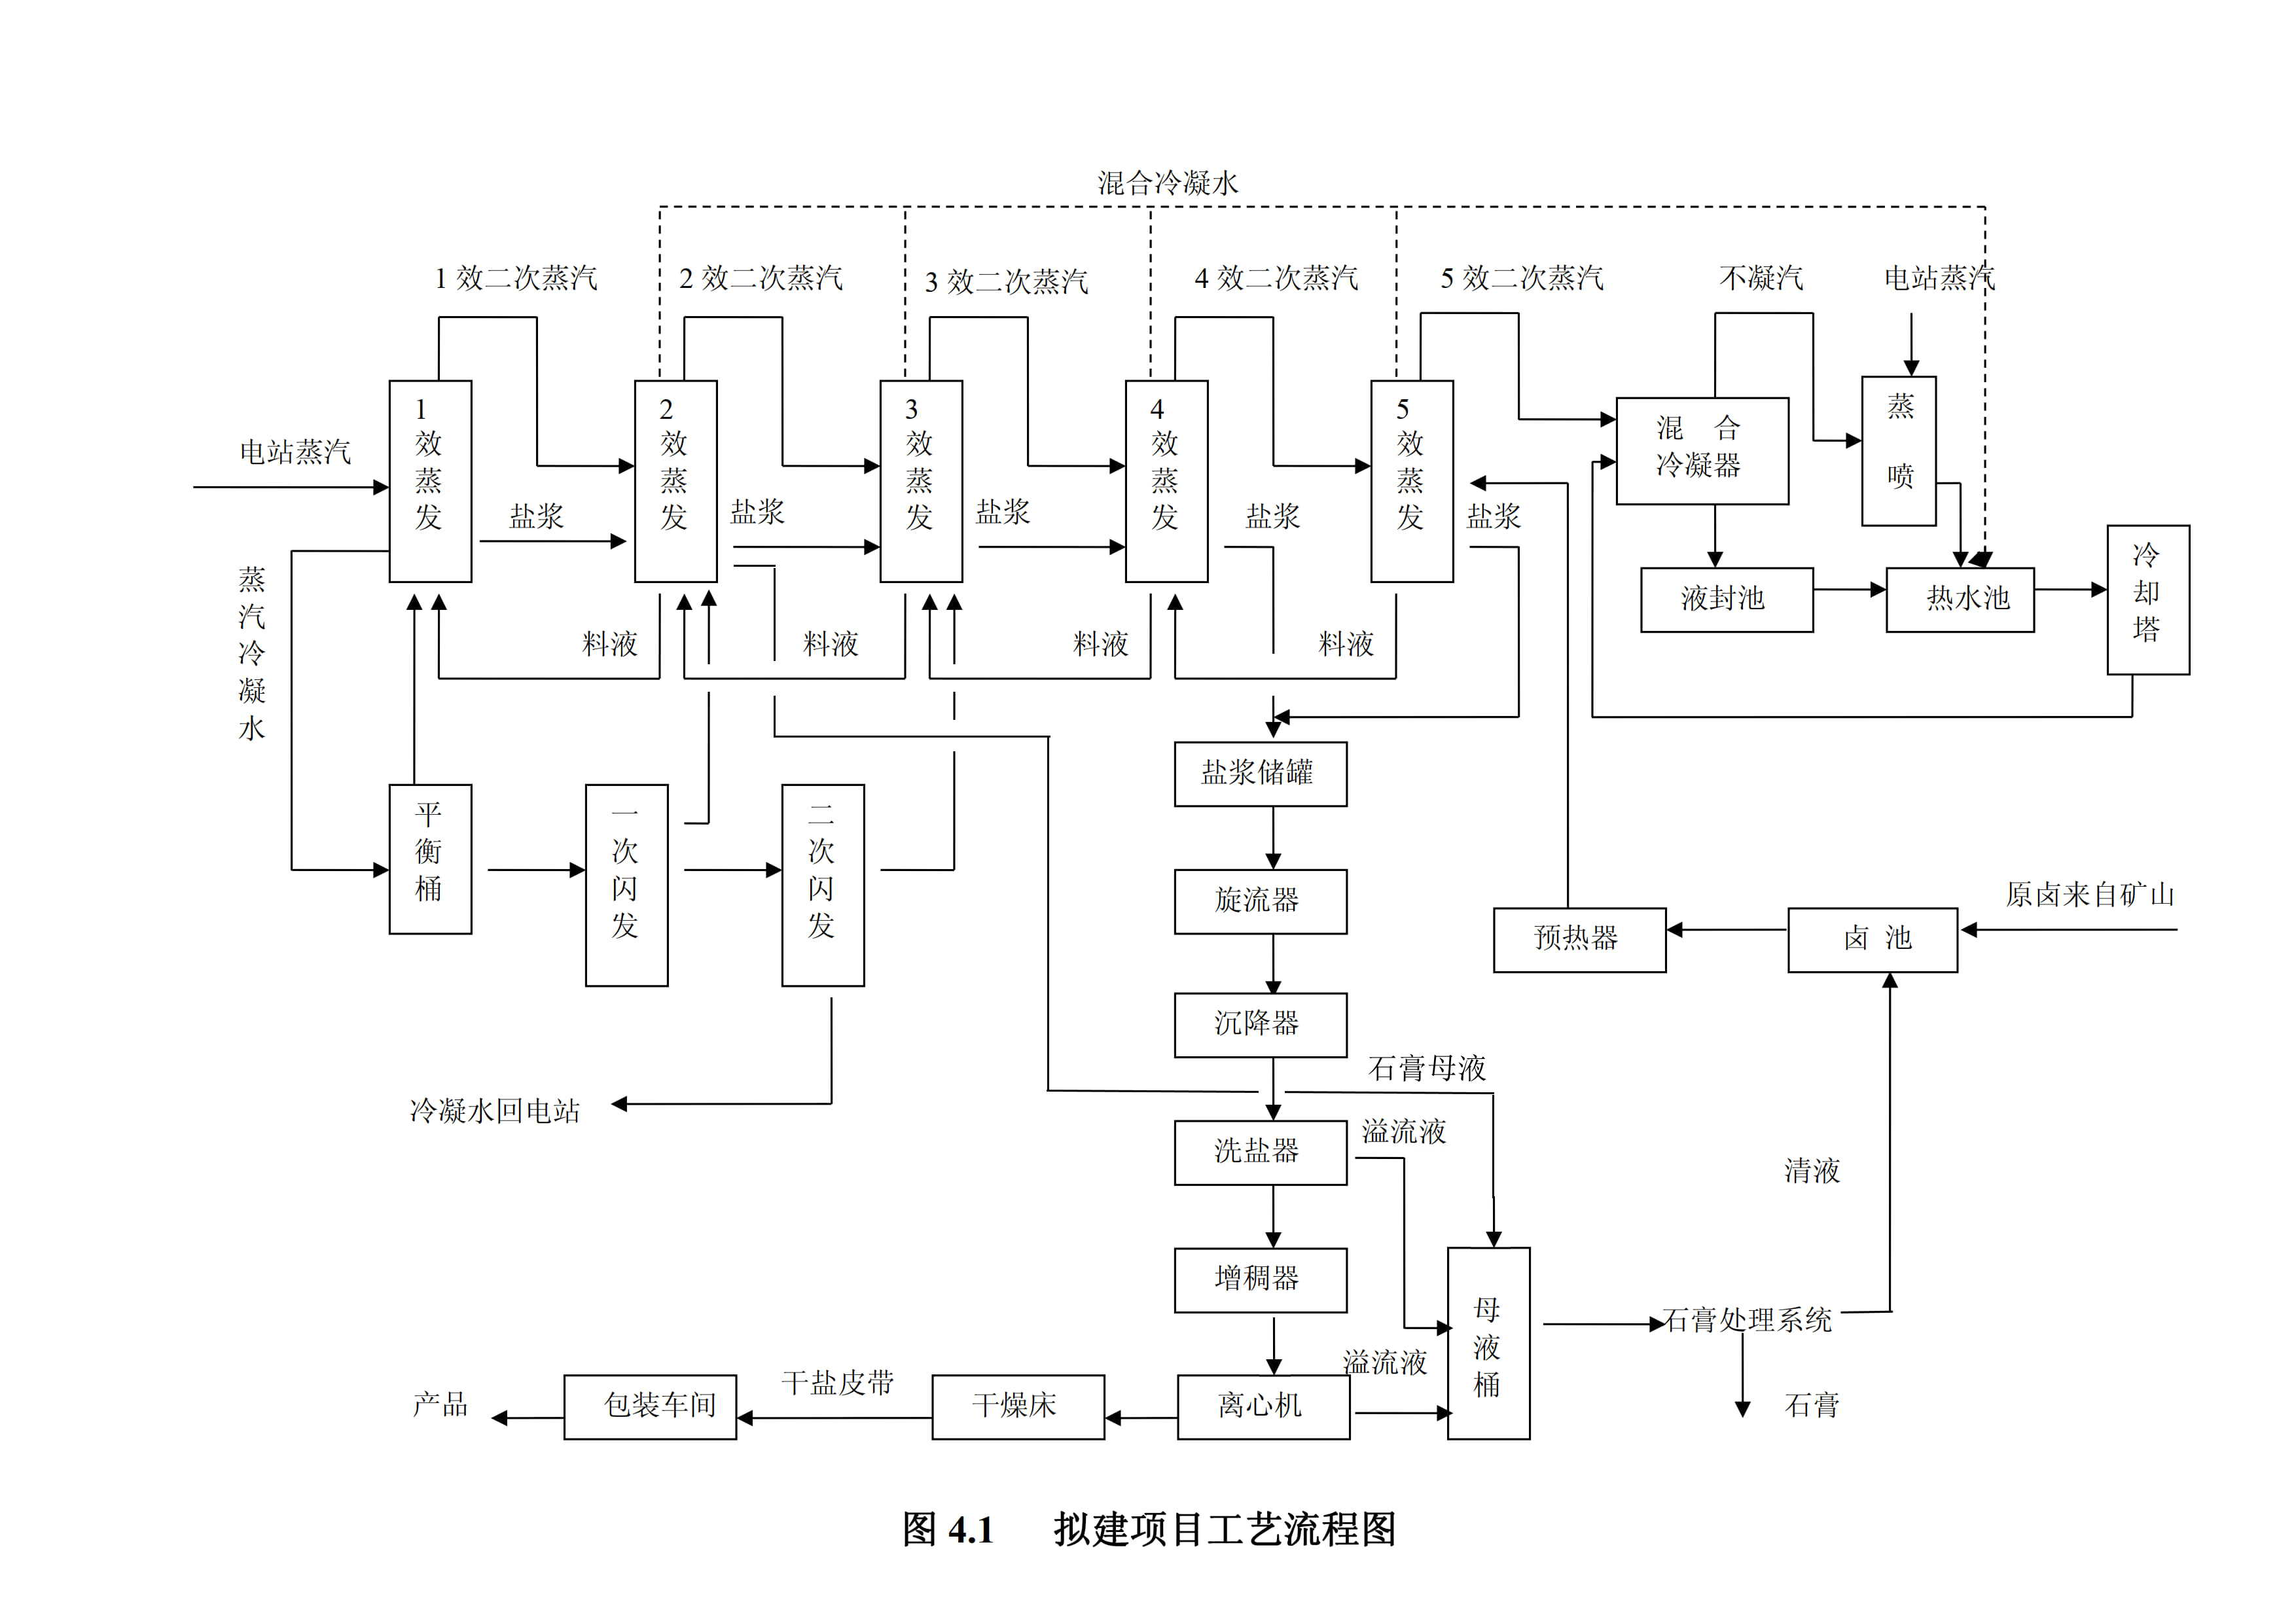 混合冷凝水
1 效二次蒸汽
2 效二次蒸汽
3 效二次蒸汽
4 效二次蒸汽
5 效二次蒸汽
不凝汽
电站蒸汽
电站蒸汽
1
效
蒸
发
2
效
蒸
发
3
效
蒸
发
4
效
蒸
发
5
效
蒸
发
混 合
冷凝器
蒸
喷
盐浆
盐浆
盐浆
盐浆
盐浆
冷
却
塔
液封池
热水池
蒸
汽
冷
凝
水
料液
料液
料液
料液
盐浆储罐
平
衡
桶
一
次
闪
发
二
次
闪
发
旋流器
预热器
卤 池
原卤来自矿山
沉降器
石膏母液
冷凝水回电站
洗盐器
溢流液
清液
增稠器
母
液
桶
石膏处理系统
溢流液
产品
包装车间
干盐皮带
干燥床
离心机
石膏
图 4.1 拟建项目工艺流程图